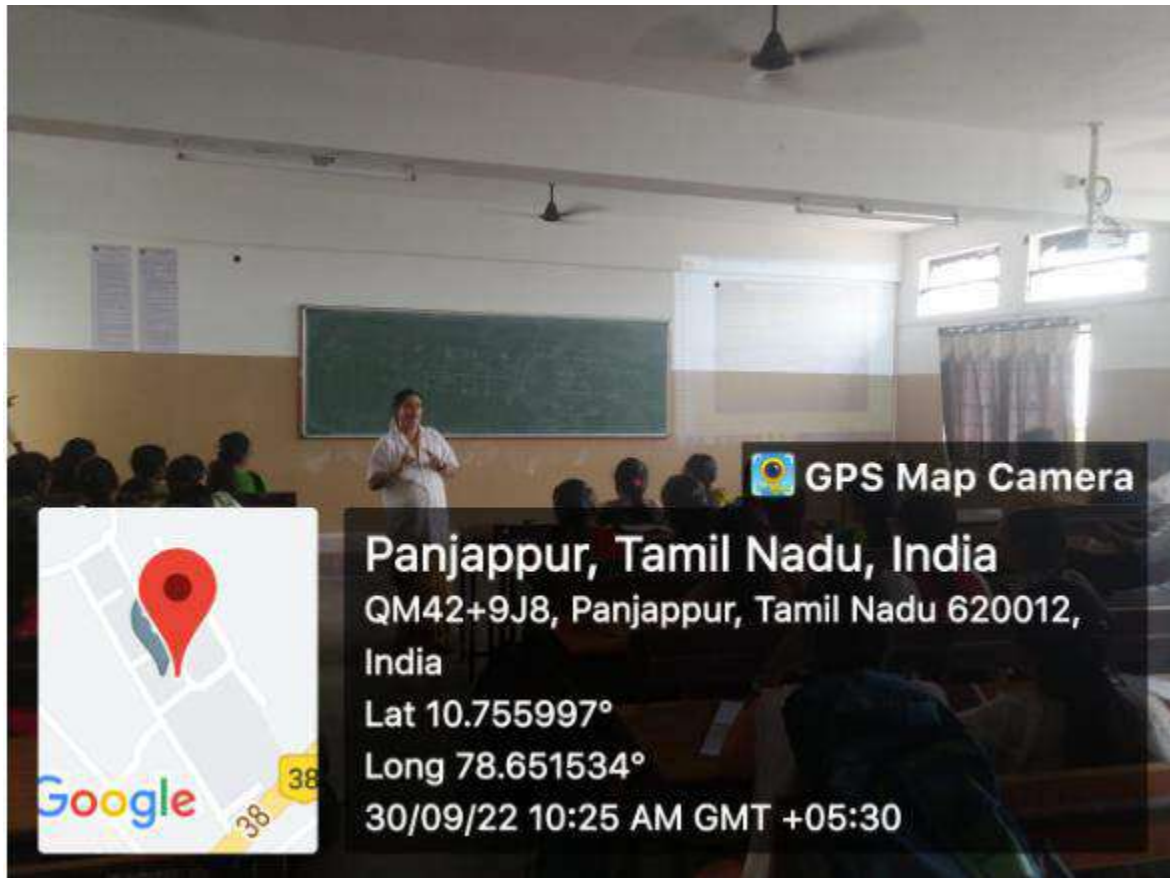 GPS Map Camera
Panjappur, Tamil Nadu, India
QM42+9J8, Panjappur, Tamil Nadu 620012,
India
Lat 10.755997°
Long 78.651534°
30/09/22 10:25 AM GMT +05:30
38
38
Google